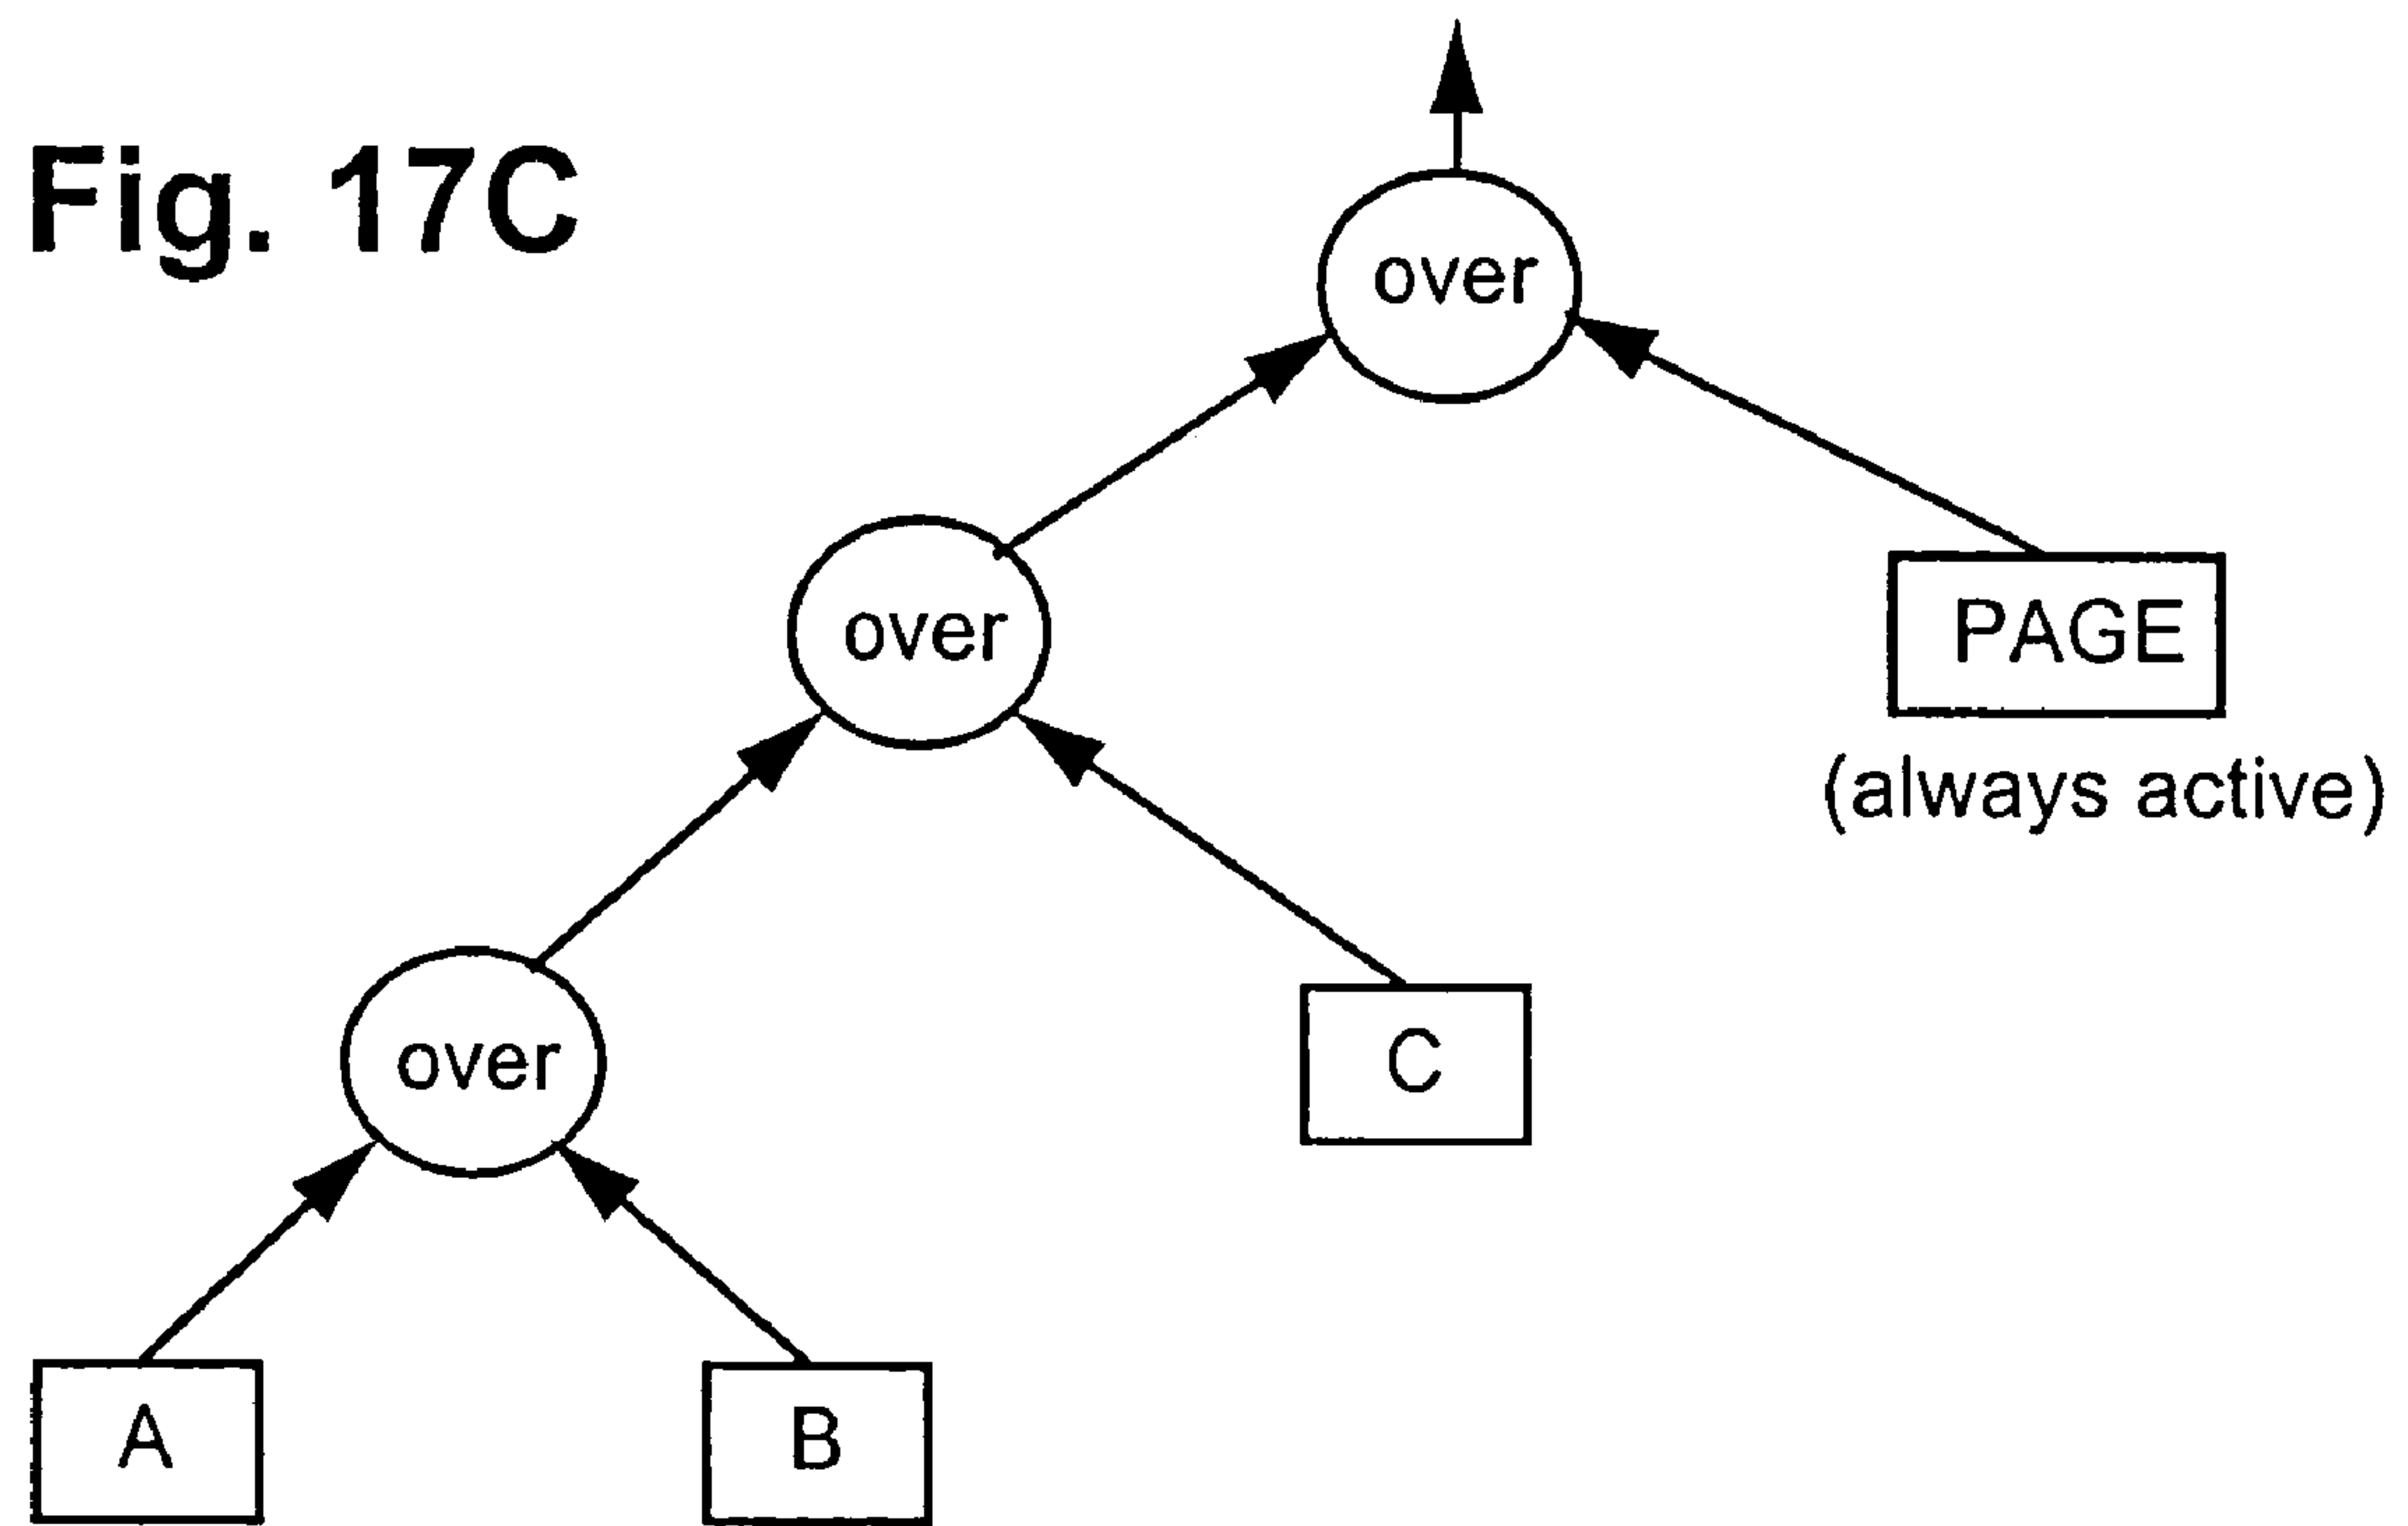 Fig. 17C
over
over
PAGE
(always active)
over
C
A
B